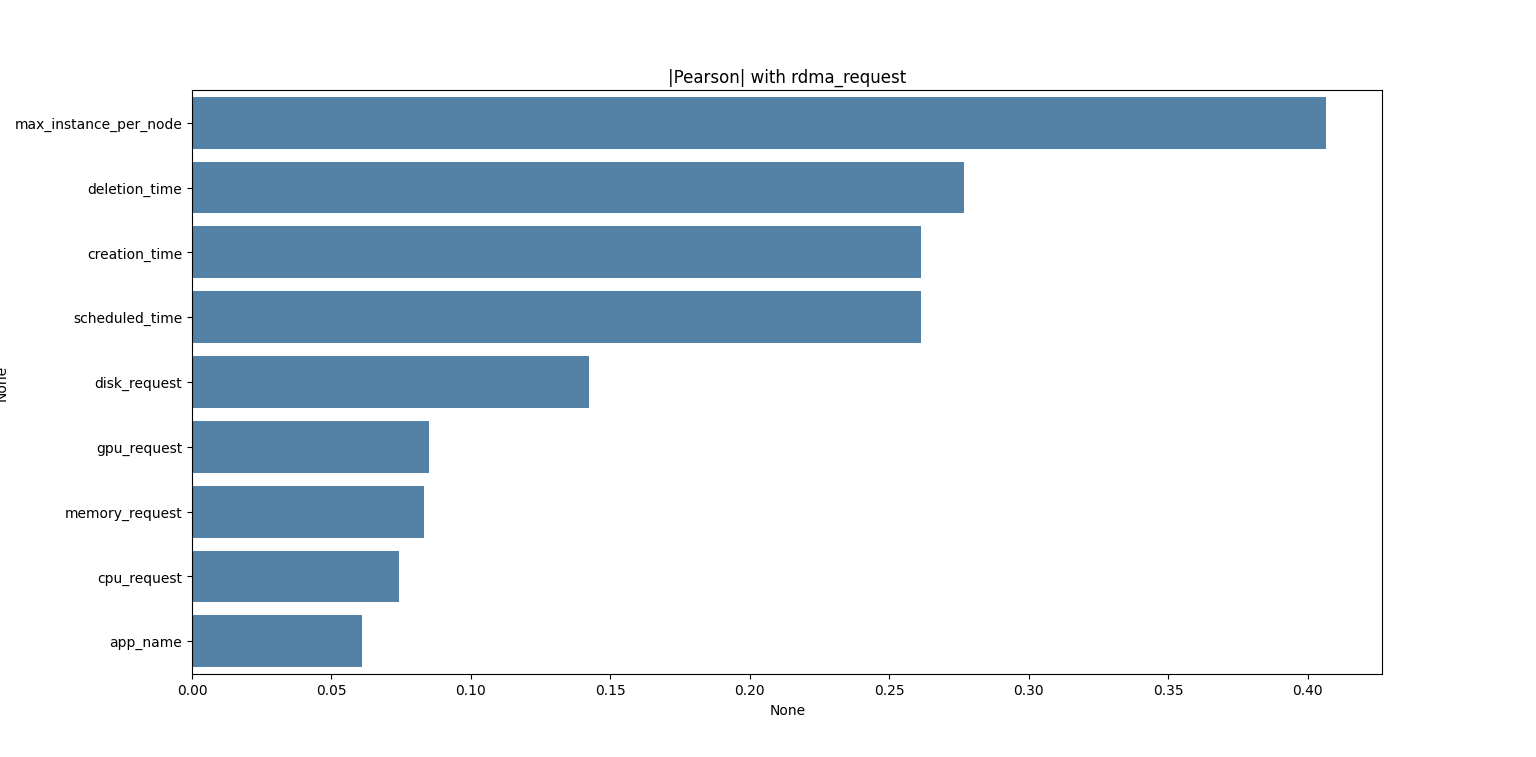 |Pearson| with rdma_request
max_instance_per_node
deletion_time
creation_time
scheduled_time
disk_request
gpu_request
memory_request
cpu_request
app_name
None
0.00 0.05 0.10 0.15 0.20 0.25 0.30 0.35 0.40
None